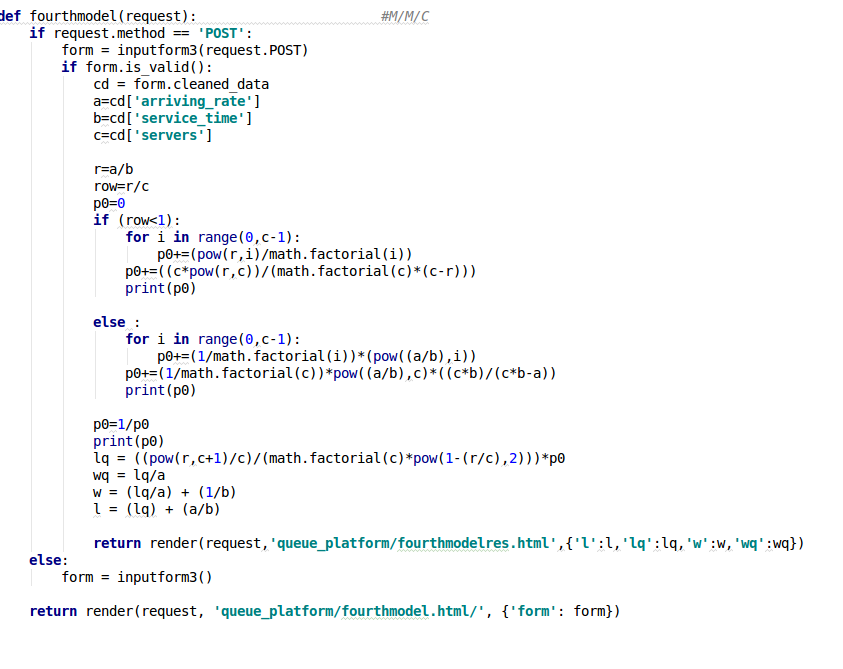 def fourthmodel(request):                       #M/M/C
    if request.method == 'POST':
        form = inputform3(request.POST)
        if form.is_valid():
            cd = form.cleaned_data
            a=cd['arriving_rate']
            b=cd['service_time']
            c=cd['servers']

            r=a/b
            row=r/c
            p0=0
            if (row<1):
                for i in range(0,c-1):
                    p0+=(pow(r,i)/math.factorial(i))
                p0+=((c*pow(r,c))/(math.factorial(c)*(c-r)))
                print(p0)

            else :
                for i in range(0,c-1):
                    p0+=(1/math.factorial(i))*(pow((a/b),i))
                p0+=(1/math.factorial(c))*pow((a/b),c)*((c*b)/(c*b-a))
                print(p0)

            p0=1/p0
            print(p0)
            lq = ((pow(r,c+1)/c)/(math.factorial(c)*pow(1-(r/c),2)))*p0
            wq = lq/a
            w = (lq/a) + (1/b)
            l = (lq) + (a/b)

            return render(request,'queue_platform/fourthmodelres.html',{'l':l,'lq':lq,'w':w,'wq':wq})
    else:
        form = inputform3()

    return render(request, 'queue_platform/fourthmodel.html/', {'form': form})